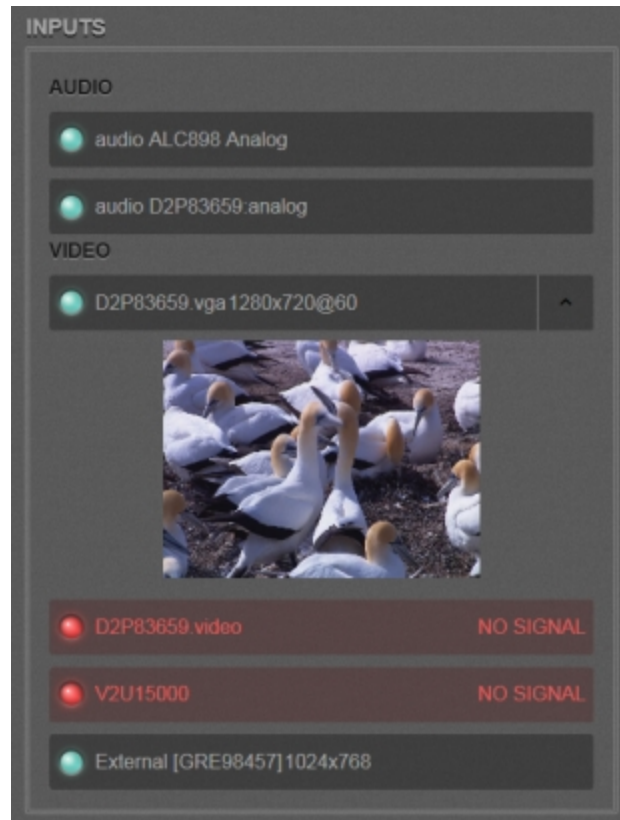 INPUTS
AUDIO
audio ALC898 Analog
audio D2P83659:analog
VIDEO
D2P83659.vga 1280x720@60
D2P83659.video NO SIGNAL
V2U15000 NO SIGNAL
External [GRE98457] 1024x768